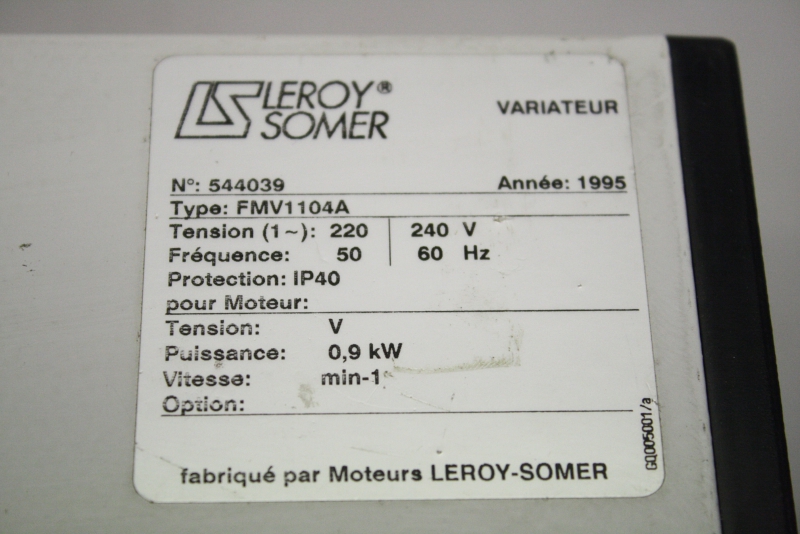 LEROY®
SOMER
VARIATEUR
N°: 544039 Année: 1995
Type: FMV1104A
Tension (1~): 220 240 V
Fréquence: 50 60 Hz
Protection: IP40
pour Moteur:
Tension: V
Puissance: 0,9 kW
Vitesse: min-1
Option:
fabriqué par Moteurs LEROY-SOMER
GQ005001/a